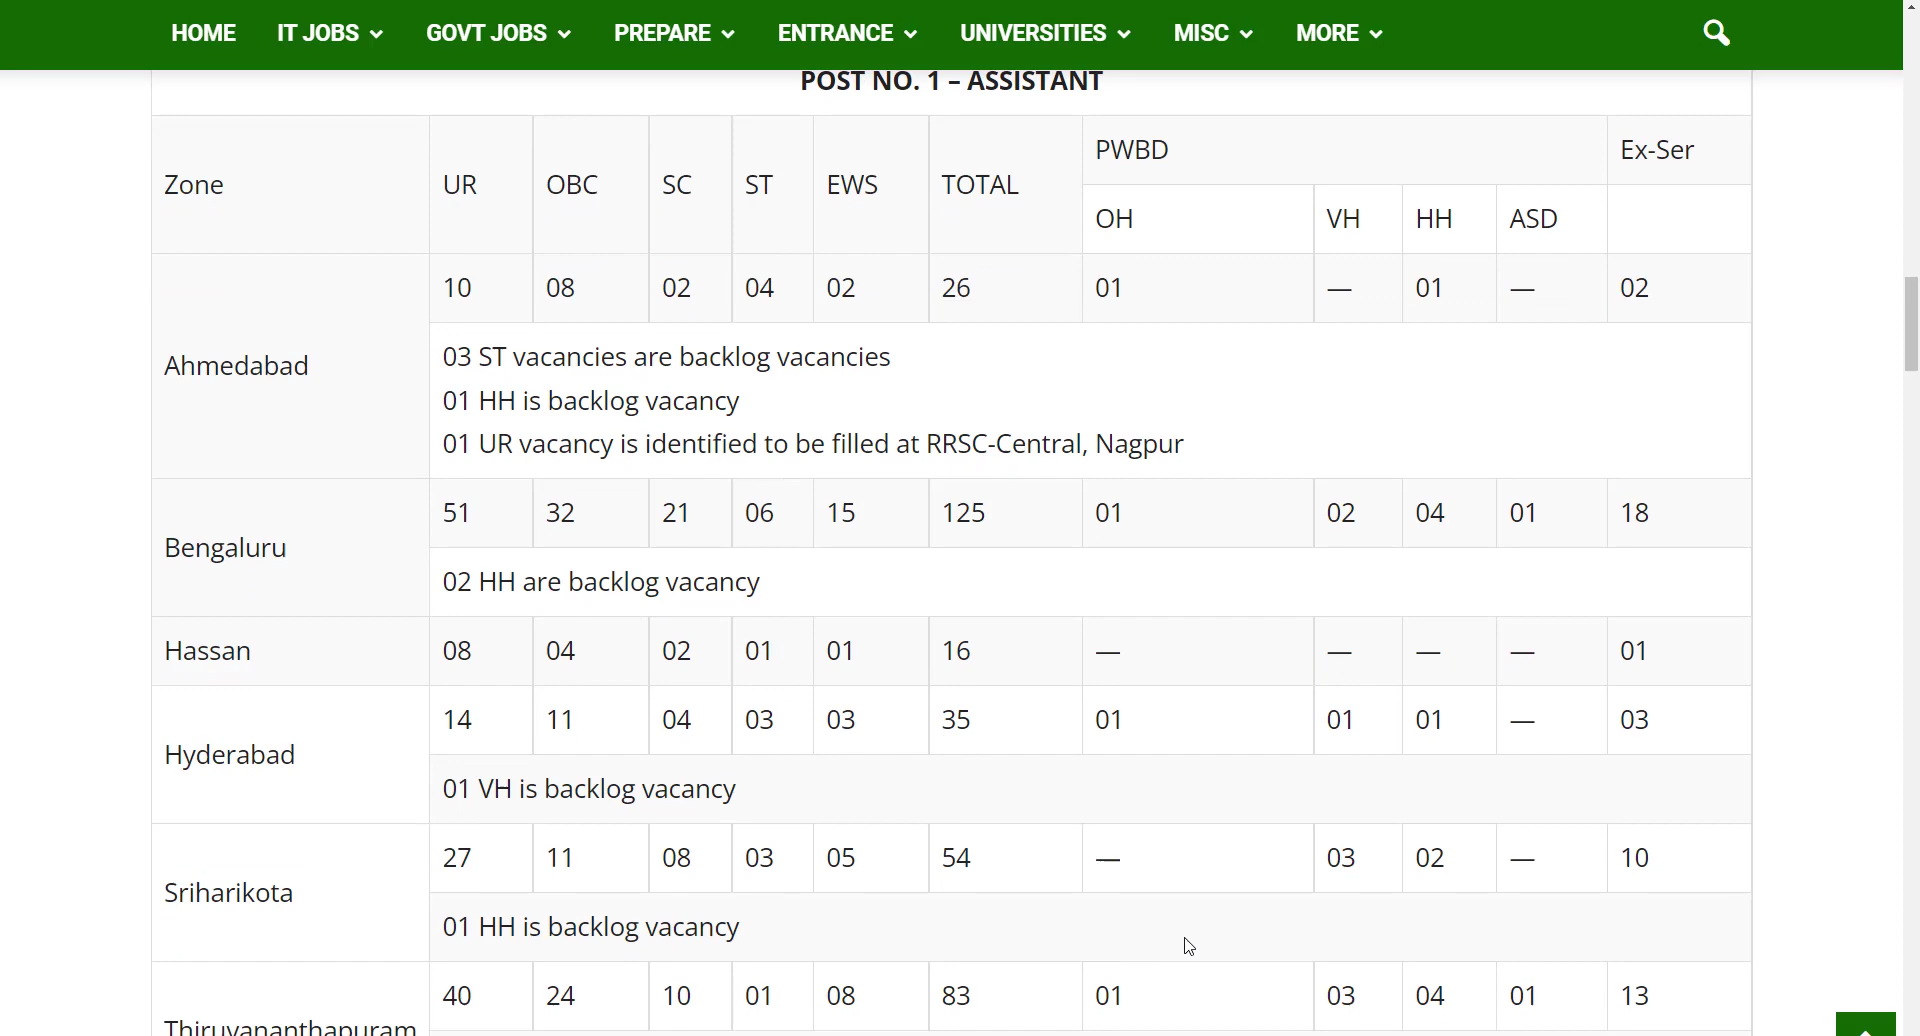 HOME IT JOBS GOVT JOBS PREPARE ENTRANCE UNIVERSITIES MISC MORE
POST NO. 1 – ASSISTANT
Zone UR OBC SC ST EWS TOTAL PWBD Ex-Ser
OH VH HH ASD
Ahmedabad 10 08 02 04 02 26 01 — 01 — 02
03 ST vacancies are backlog vacancies
01 HH is backlog vacancy
01 UR vacancy is identified to be filled at RRSC-Central, Nagpur
Bengaluru 51 32 21 06 15 125 01 02 04 01 18
02 HH are backlog vacancy
Hassan 08 04 02 01 01 16 — — — — 01
Hyderabad 14 11 04 03 03 35 01 01 01 — 03
01 VH is backlog vacancy
Sriharikota 27 11 08 03 05 54 — 03 02 — 10
01 HH is backlog vacancy
Thiruvananthapuram 40 24 10 01 08 83 01 03 04 01 13